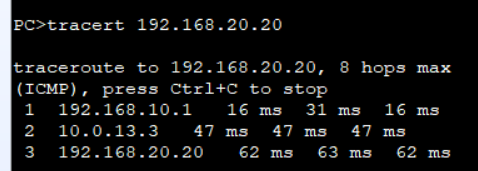 PC>tracert 192.168.20.20
traceroute to 192.168.20.20, 8 hops max
(ICMP), press Ctrl+C to stop
1 192.168.10.1 16 ms 31 ms 16 ms
2 10.0.13.3 47 ms 47 ms 47 ms
3 192.168.20.20 62 ms 63 ms 62 ms